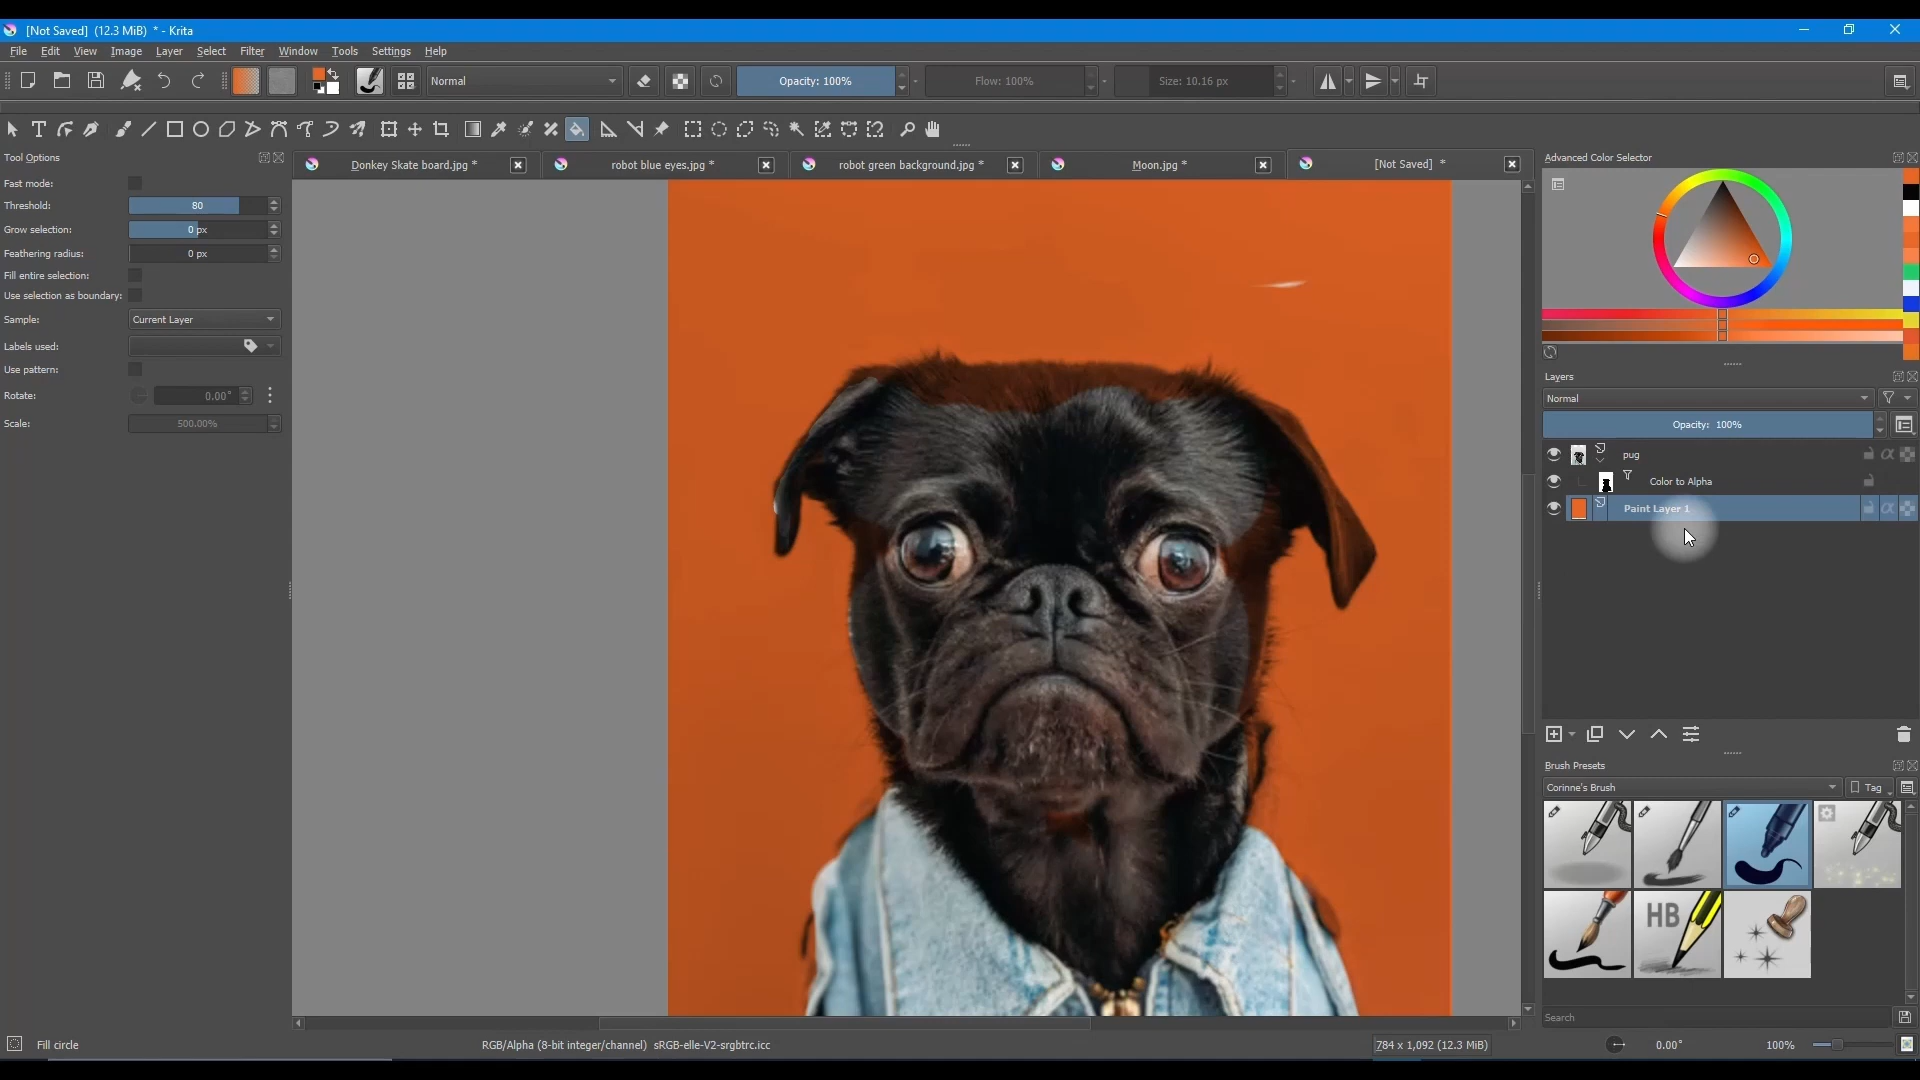 [Not Saved]  (12.3 MiB)  * - Krita
File Edit View Image Layer Select Filter Window Tools Settings Help
Normal Opacity: 100% Flow: 100% Size: 10.16 px
Tool Options
Donkey Skate board.jpg * robot blue eyes.jpg * robot green background.jpg * Moon.jpg * [Not Saved]  *
Fast mode:
Threshold: 80
Grow selection: 0 px
Feathering radius: 0 px
Fill entire selection:
Use selection as boundary:
Sample: Current Layer
Labels used:
Use pattern:
Rotate: 0.00°
Scale: 500.00%
Advanced Color Selector
Layers
Normal
Opacity:  100%
pug
Color to Alpha
Paint Layer 1
Brush Presets
Corinne's Brush Tag
HB
Search
Fill circle RGB/Alpha (8-bit integer/channel)  sRGB-elle-V2-srgbtrc.icc 784 x 1,092 (12.3 MiB) 0.00° 100%